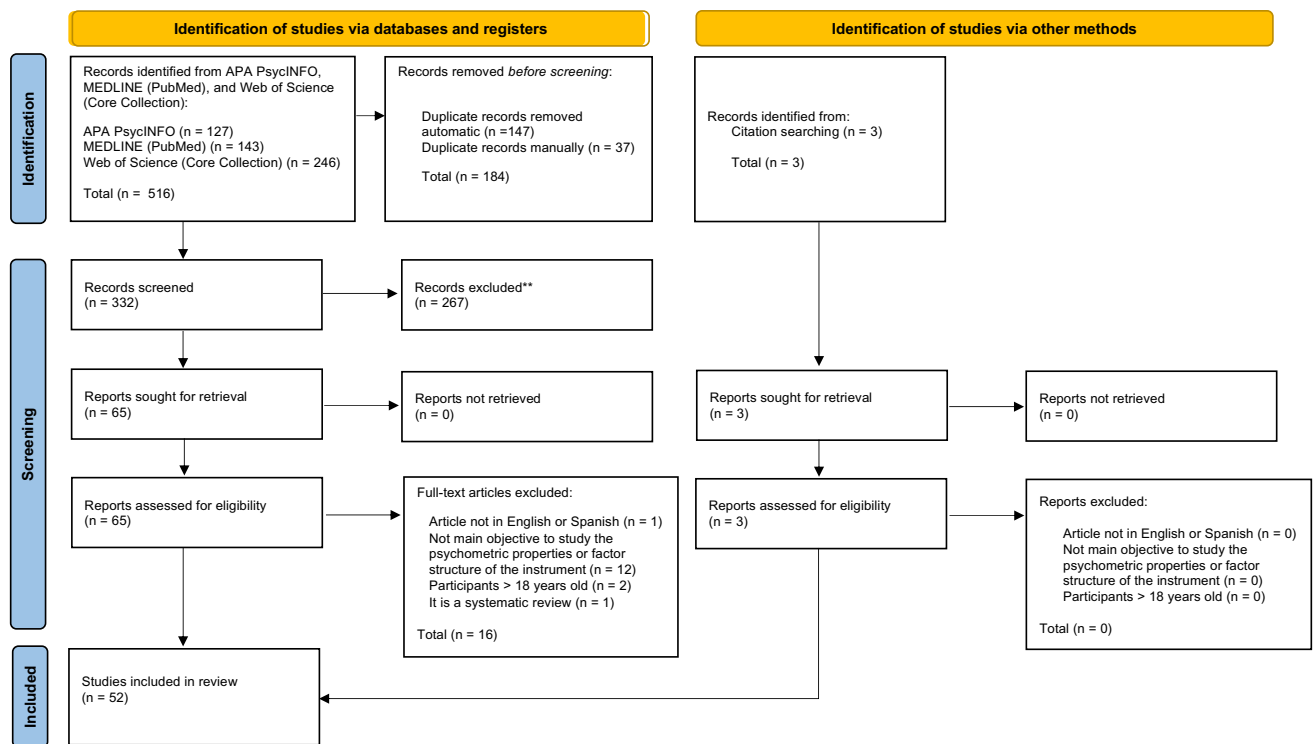 Identification of studies via databases and registers
Identification of studies via other methods
Identification
Records identified from APA PsycINFO,
MEDLINE (PubMed), and Web of Science
(Core Collection):
APA PsycINFO (n = 127)
MEDLINE (PubMed) (n = 143)
Web of Science (Core Collection) (n = 246)
Total (n =  516)
Records removed before screening:
Duplicate records removed
automatic (n =147)
Duplicate records manually (n = 37)
Total (n = 184)
Records identified from:
Citation searching (n = 3)
Total (n = 3)
Screening
Records screened
(n = 332)
Records excluded**
(n = 267)
Reports sought for retrieval
(n = 65)
Reports not retrieved
(n = 0)
Reports sought for retrieval
(n = 3)
Reports not retrieved
(n = 0)
Reports assessed for eligibility
(n = 65)
Full-text articles excluded:
Article not in English or Spanish (n = 1)
Not main objective to study the
psychometric properties or factor
structure of the instrument (n = 12)
Participants > 18 years old (n = 2)
It is a systematic review (n = 1)
Total (n = 16)
Reports assessed for eligibility
(n = 3)
Reports excluded:
Article not in English or Spanish (n = 0)
Not main objective to study the
psychometric properties or factor
structure of the instrument (n = 0)
Participants > 18 years old (n = 0)
Total (n = 0)
Included
Studies included in review
(n = 52)